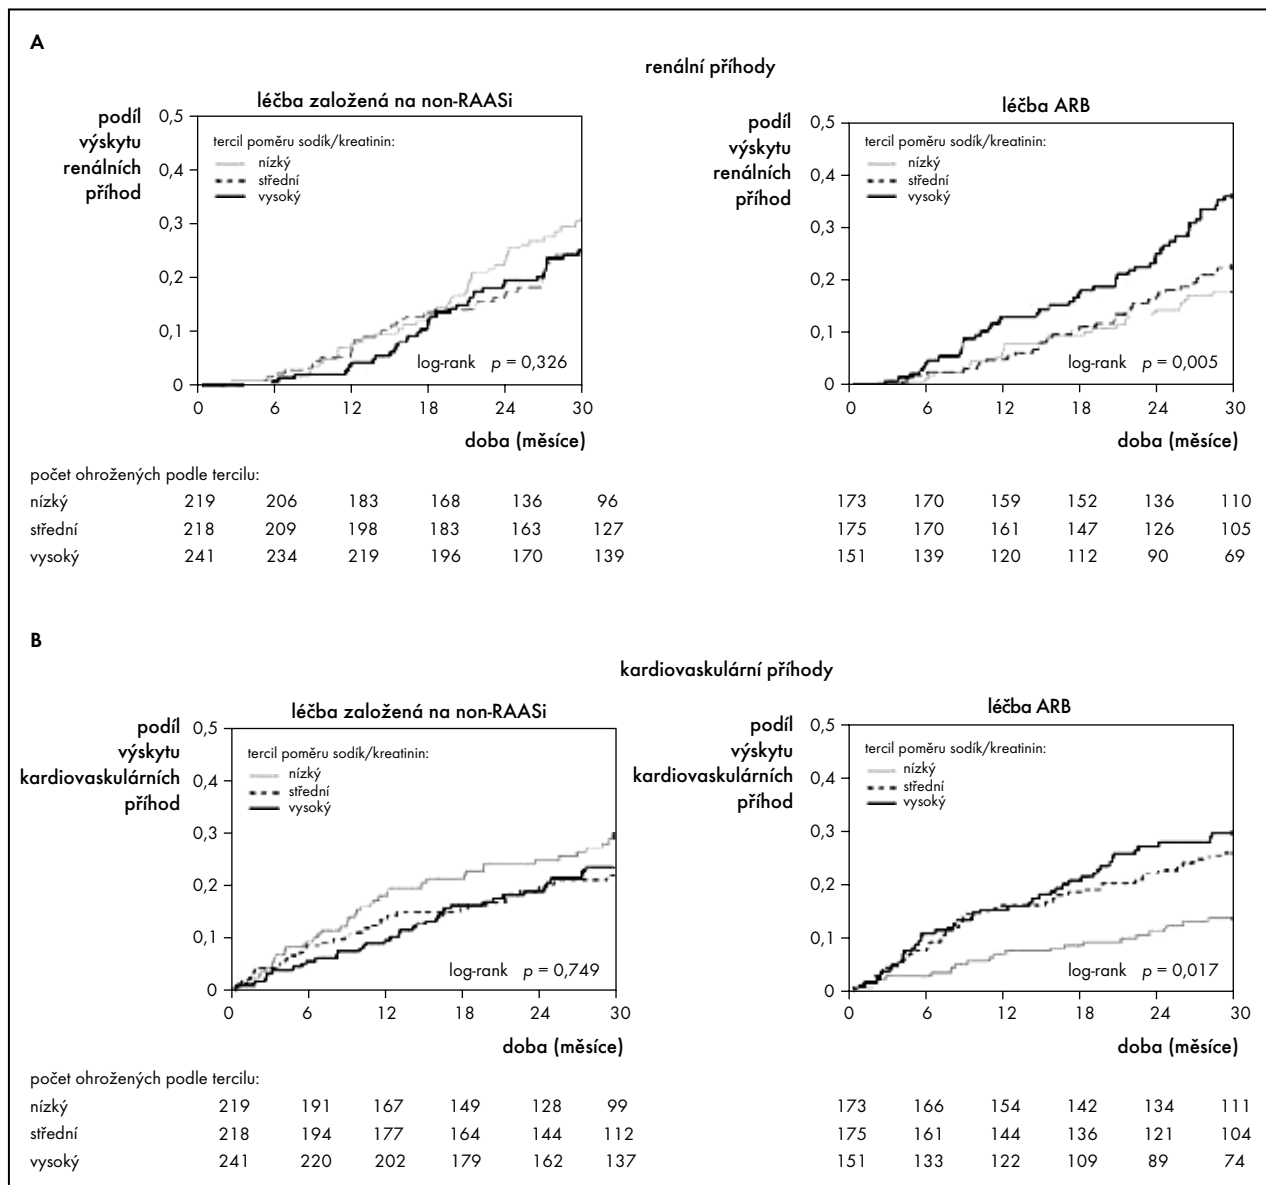 A
renální příhody
léčba založená na non-RAASi
podíl
výskytu
renálních
příhod
0,5
0,4
0,3
0,2
0,1
0
tercil poměru sodík/kreatinin:
nízký
střední
vysoký
log-rank p = 0,326
0 6 12 18 24 30
doba (měsíce)
léčba ARB
podíl
výskytu
renálních
příhod
0,5
0,4
0,3
0,2
0,1
0
tercil poměru sodík/kreatinin:
nízký
střední
vysoký
log-rank p = 0,005
0 6 12 18 24 30
doba (měsíce)
počet ohrožených podle tercilu:
nízký 219 206 183 168 136 96 173 170 159 152 136 110
střední 218 209 198 183 163 127 175 170 161 147 126 105
vysoký 241 234 219 196 170 139 151 139 120 112 90 69
B
kardiovaskulární příhody
léčba založená na non-RAASi
podíl
výskytu
kardiovaskulárních
příhod
0,5
0,4
0,3
0,2
0,1
0
tercil poměru sodík/kreatinin:
nízký
střední
vysoký
log-rank p = 0,749
0 6 12 18 24 30
doba (měsíce)
léčba ARB
podíl
výskytu
kardiovaskulárních
příhod
0,5
0,4
0,3
0,2
0,1
0
tercil poměru sodík/kreatinin:
nízký
střední
vysoký
log-rank p = 0,017
0 6 12 18 24 30
doba (měsíce)
počet ohrožených podle tercilu:
nízký 219 191 167 149 128 99 173 166 154 142 134 111
střední 218 194 177 164 144 112 175 161 144 136 121 104
vysoký 241 220 202 179 162 137 151 133 122 109 89 74